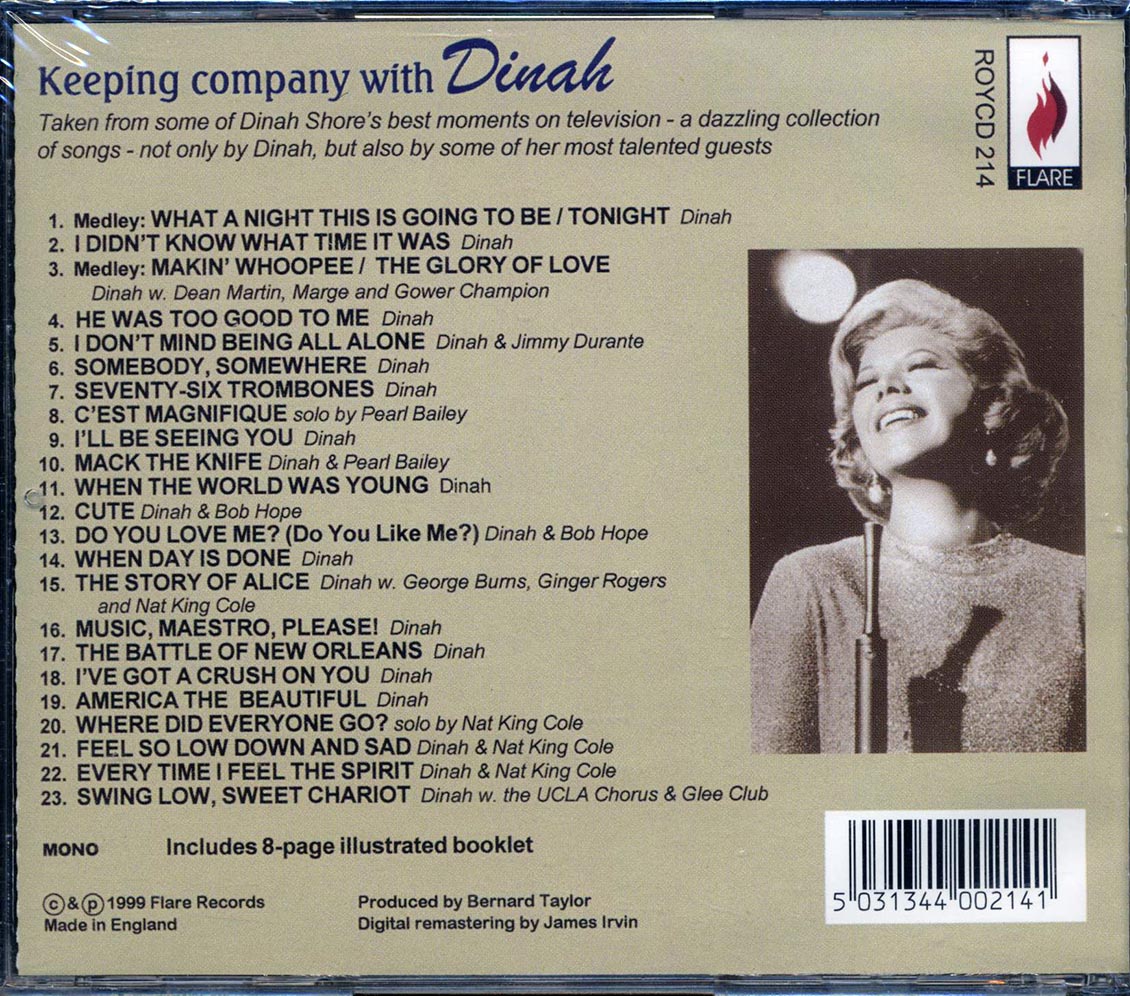 Keeping company with Dinah
Taken from some of Dinah Shore's best moments on television - a dazzling collection
of songs - not only by Dinah, but also by some of her most talented guests
ROYCD 214
FLARE
1. Medley: WHAT A NIGHT THIS IS GOING TO BE / TONIGHT Dinah
2. I DIDN'T KNOW WHAT TIME IT WAS Dinah
3. Medley: MAKIN' WHOOPEE / THE GLORY OF LOVE
Dinah w. Dean Martin, Marge and Gower Champion
4. HE WAS TOO GOOD TO ME Dinah
5. I DON'T MIND BEING ALL ALONE Dinah & Jimmy Durante
6. SOMEBODY, SOMEWHERE Dinah
7. SEVENTY-SIX TROMBONES Dinah
8. C'EST MAGNIFIQUE solo by Pearl Bailey
9. I'LL BE SEEING YOU Dinah
10. MACK THE KNIFE Dinah & Pearl Bailey
11. WHEN THE WORLD WAS YOUNG Dinah
12. CUTE Dinah & Bob Hope
13. DO YOU LOVE ME? (Do You Like Me?) Dinah & Bob Hope
14. WHEN DAY IS DONE Dinah
15. THE STORY OF ALICE Dinah w. George Burns, Ginger Rogers
and Nat King Cole
16. MUSIC, MAESTRO, PLEASE! Dinah
17. THE BATTLE OF NEW ORLEANS Dinah
18. I'VE GOT A CRUSH ON YOU Dinah
19. AMERICA THE BEAUTIFUL Dinah
20. WHERE DID EVERYONE GO? solo by Nat King Cole
21. FEEL SO LOW DOWN AND SAD Dinah & Nat King Cole
22. EVERY TIME I FEEL THE SPIRIT Dinah & Nat King Cole
23. SWING LOW, SWEET CHARIOT Dinah w. the UCLA Chorus & Glee Club
MONO Includes 8-page illustrated booklet
©&℗1999 Flare Records
Made in England
Produced by Bernard Taylor
Digital remastering by James Irvin
5 031344 002141